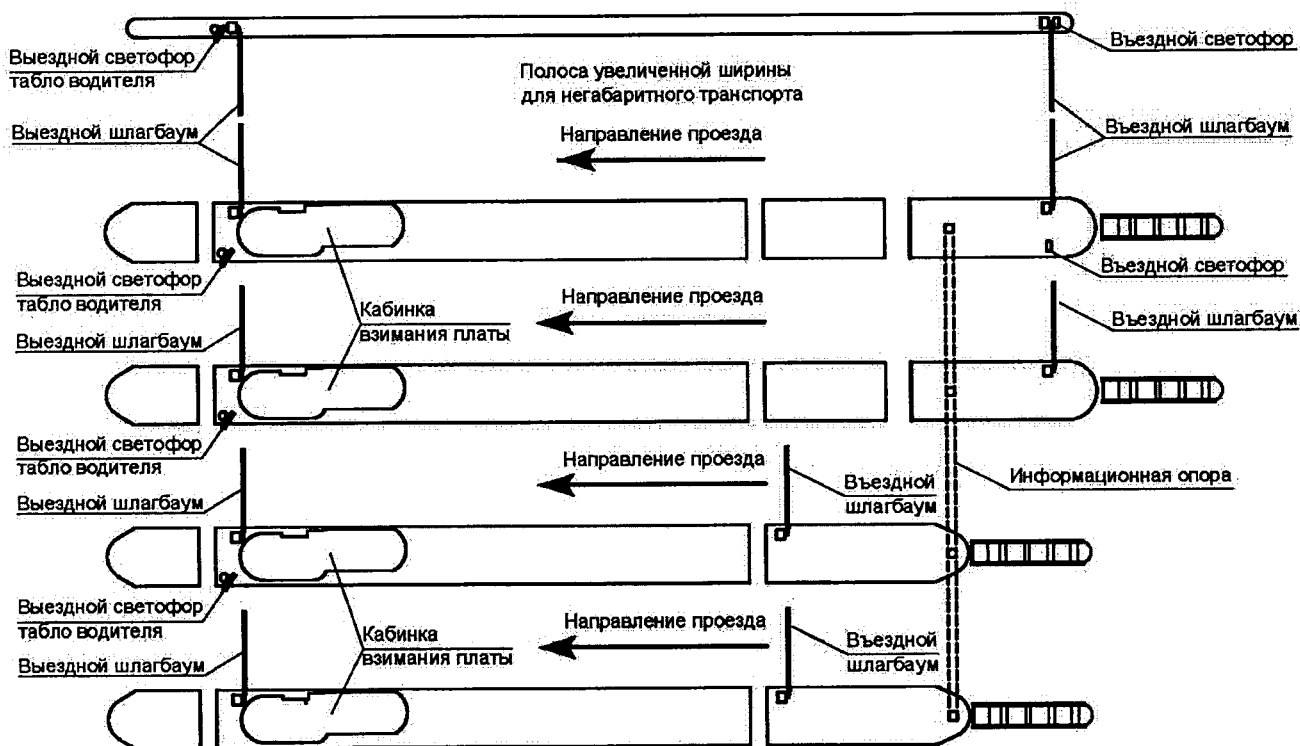 Выездной светофор
табло водителя
Въездной светофор
Полоса увеличенной ширины
для негабаритного транспорта
Выездной шлагбаум
Направление проезда
Въездной шлагбаум
Выездной светофор
табло водителя
Въездной светофор
Направление проезда
Кабинка
взимания платы
Выездной шлагбаум
Въездной шлагбаум
Выездной светофор
табло водителя
Направление проезда
Выездной шлагбаум
Въездной
шлагбаум
Информационная опора
Выездной светофор
табло водителя
Направление проезда
Кабинка
взимания платы
Выездной шлагбаум
Въездной
шлагбаум